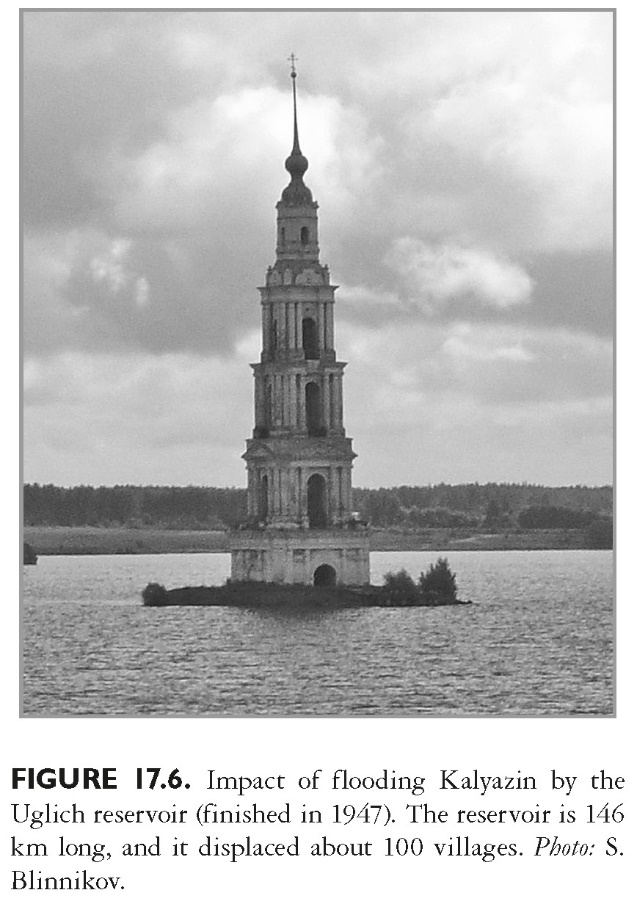 FIGURE 17.6. Impact of flooding Kalyazin by the
Uglich reservoir (finished in 1947). The reservoir is 146
km long, and it displaced about 100 villages. Photo: S.
Blinnikov.